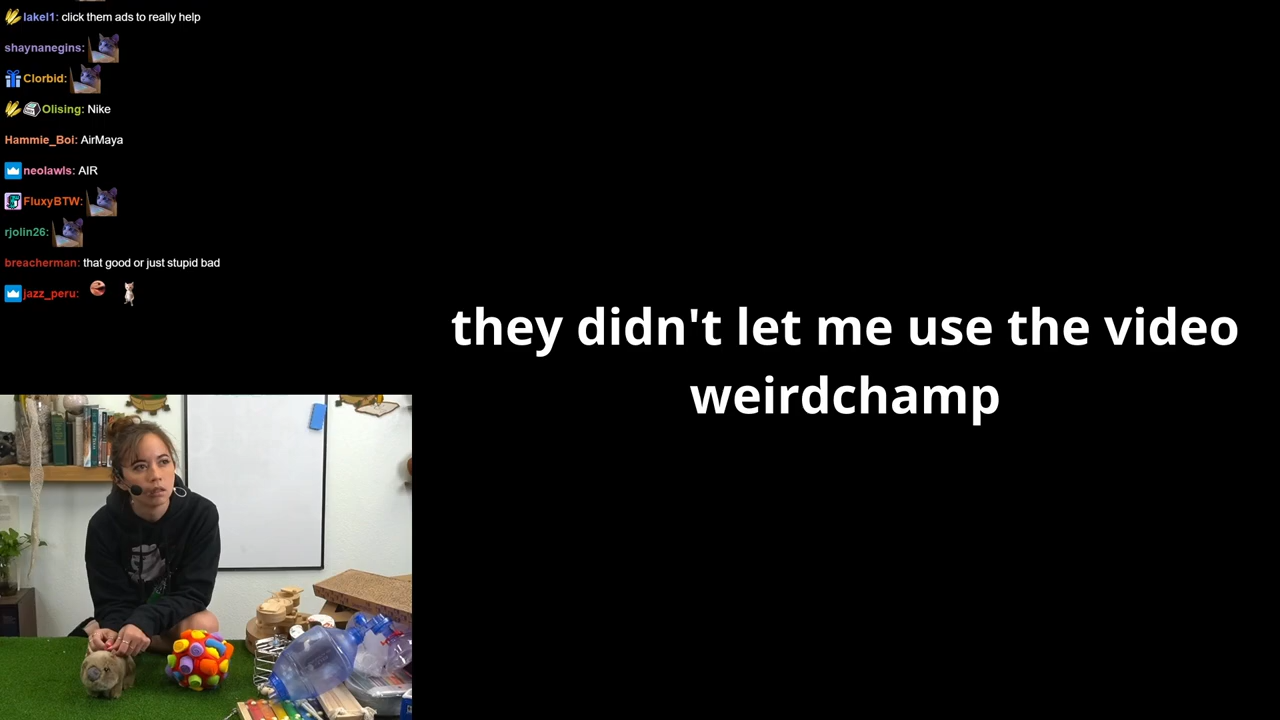 lakel1: click them ads to really help
shaynanegins:
Clorbid:
Olising: Nike
Hammie_Boi: AirMaya
neolawls: AIR
FluxyBTW:
rjolin26:
breacherman: that good or just stupid bad
jazz_peru:
they didn't let me use the video
weirdchamp